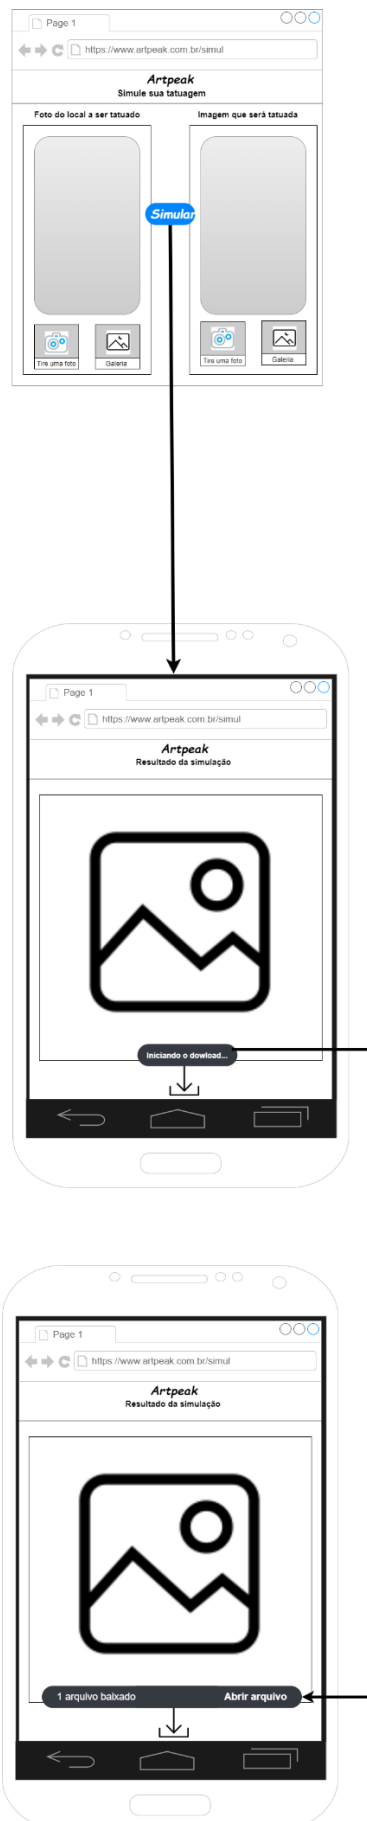 Page 1
https://www.artpeak.com.br/simul
Artpeak
Simule sua tatuagem
Foto do local a ser tatuado
Imagem que será tatuada
Simular
Tire uma foto
Galeria
Tire uma foto
Galeria
Page 1
https://www.artpeak.com.br/simul
Artpeak
Resultado da simulação
Iniciando o dowload...
Page 1
https://www.artpeak.com.br/simul
Artpeak
Resultado da simulação
1 arquivo baixado
Abrir arquivo